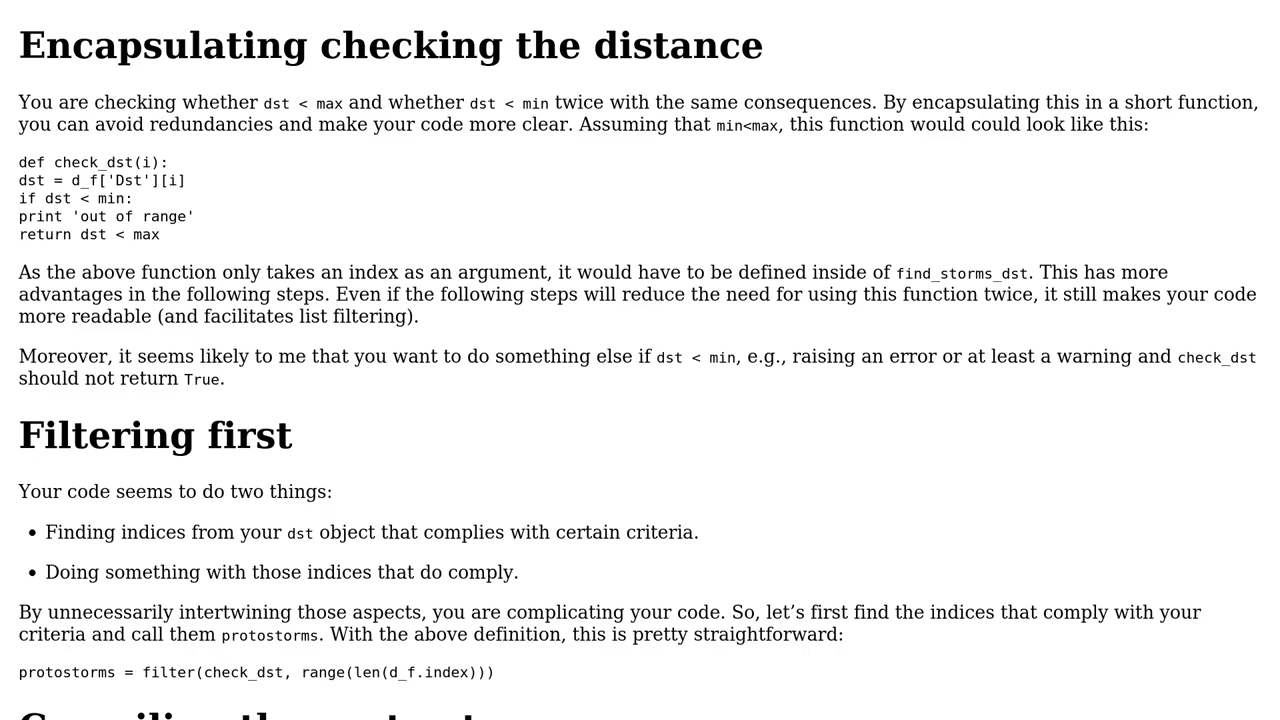 Encapsulating checking the distance
You are checking whether dst < max and whether dst < min twice with the same consequences. By encapsulating this in a short function,
you can avoid redundancies and make your code more clear. Assuming that min<max, this function would could look like this:
def check_dst(i):
dst = d_f['Dst'][i]
if dst < min:
print 'out of range'
return dst < max
As the above function only takes an index as an argument, it would have to be defined inside of find_storms_dst. This has more
advantages in the following steps. Even if the following steps will reduce the need for using this function twice, it still makes your code
more readable (and facilitates list filtering).
Moreover, it seems likely to me that you want to do something else if dst < min, e.g., raising an error or at least a warning and check_dst
should not return True.
Filtering first
Your code seems to do two things:
• Finding indices from your dst object that complies with certain criteria.
• Doing something with those indices that do comply.
By unnecessarily intertwining those aspects, you are complicating your code. So, let’s first find the indices that comply with your
criteria and call them protostorms. With the above definition, this is pretty straightforward:
protostorms = filter(check_dst, range(len(d_f.index)))